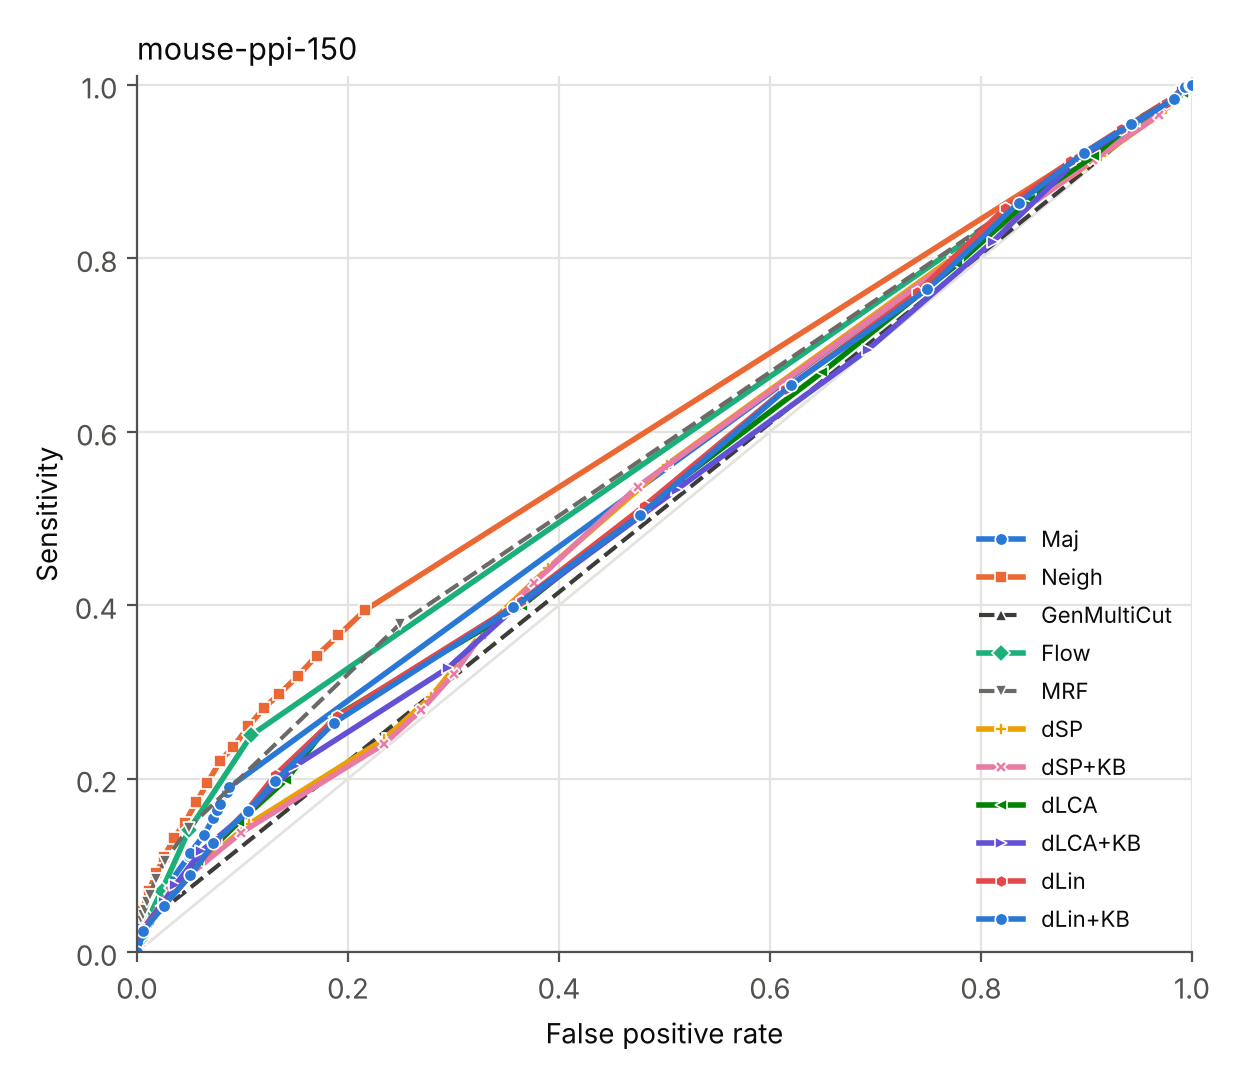 mouse-ppi-150
1.0
0.8
0.6
0.4
0.2
0.0
Sensitivity
Maj
Neigh
GenMultiCut
Flow
MRF
dSP
dSP+KB
dLCA
dLCA+KB
dLin
dLin+KB
0.0 0.2 0.4 0.6 0.8 1.0
False positive rate